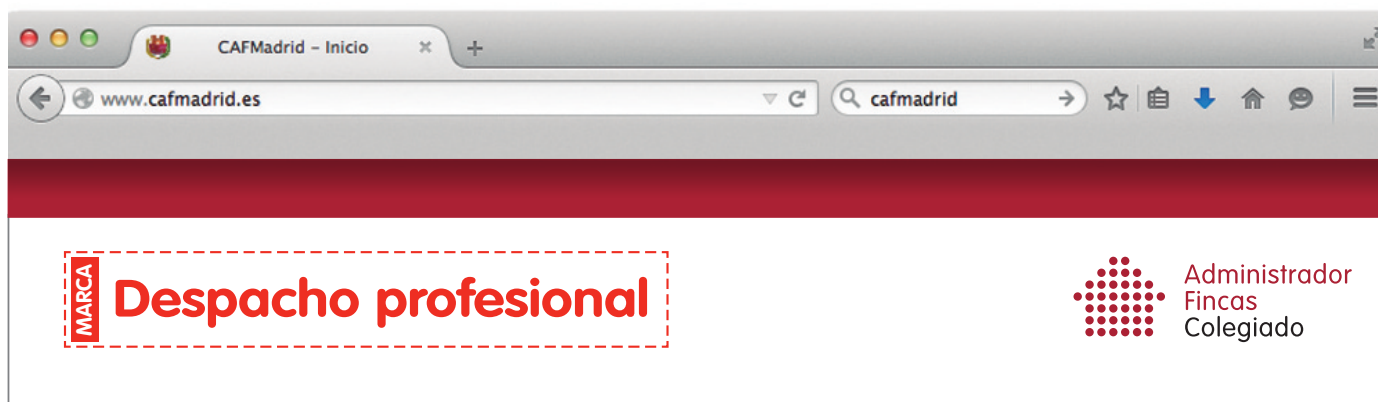 CAFMadrid – Inicio
www.cafmadrid.es
cafmadrid
MARCA
Despacho profesional
Administrador
Fincas
Colegiado